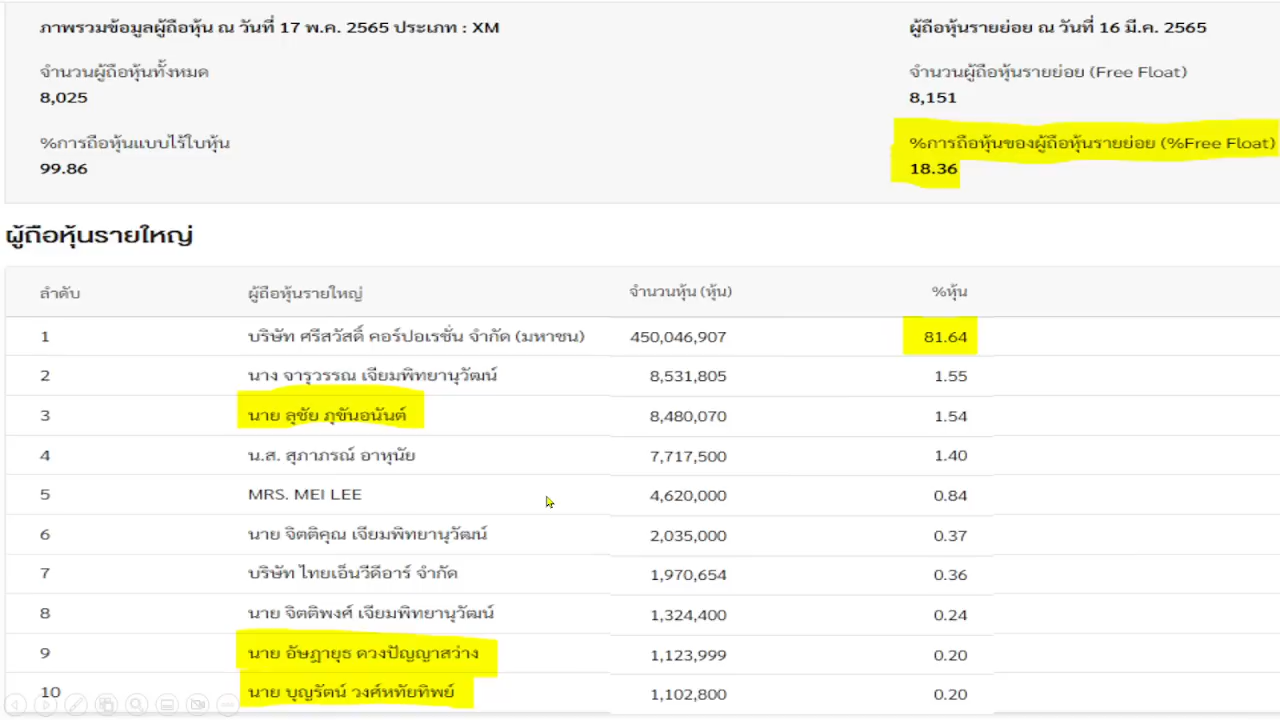 ภาพรวมข้อมูลผู้ถือหุ้น ณ วันที่ 17 พ.ค. 2565 ประเภท : XM
จำนวนผู้ถือหุ้นทั้งหมด
8,025
%การถือหุ้นแบบไร้ใบหุ้น
99.86
ผู้ถือหุ้นรายย่อย ณ วันที่ 16 มี.ค. 2565
จำนวนผู้ถือหุ้นรายย่อย (Free Float)
8,151
%การถือหุ้นของผู้ถือหุ้นรายย่อย (%Free Float)
18.36
ผู้ถือหุ้นรายใหญ่
ลำดับ ผู้ถือหุ้นรายใหญ่ จำนวนหุ้น (หุ้น) %หุ้น
1 บริษัท ศรีสวัสดิ์ คอร์ปอเรชั่น จำกัด (มหาชน) 450,046,907 81.64
2 นาง จารุวรรณ เจียมพิทยานุวัฒน์ 8,531,805 1.55
3 นาย ลุชัย ภุขันอนันต์ 8,480,070 1.54
4 น.ส. สุภาภรณ์ อาหุนัย 7,717,500 1.40
5 MRS. MEI LEE 4,620,000 0.84
6 นาย จิตติคุณ เจียมพิทยานุวัฒน์ 2,035,000 0.37
7 บริษัท ไทยเอ็นวีดีอาร์ จำกัด 1,970,654 0.36
8 นาย จิตติพงศ์ เจียมพิทยานุวัฒน์ 1,324,400 0.24
9 นาย อัษฎายุธ ดวงปัญญาสว่าง 1,123,999 0.20
10 นาย บุญรัตน์ วงศ์หทัยทิพย์ 1,102,800 0.20